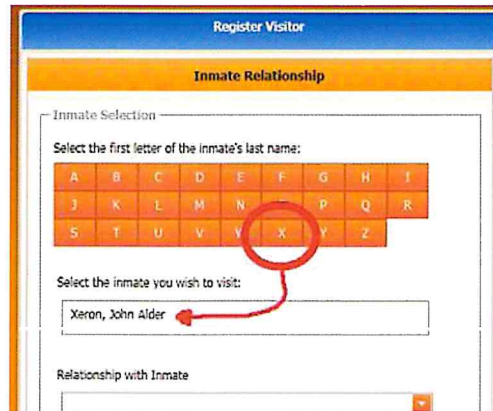 Register Visitor
Inmate Relationship
Inmate Selection
Select the first letter of the inmate's last name:
A B C D E F G H I
J K L M N P Q R
S T U V X Y Z
Select the inmate you wish to visit:
Xeron, John Alder
Relationship with Inmate